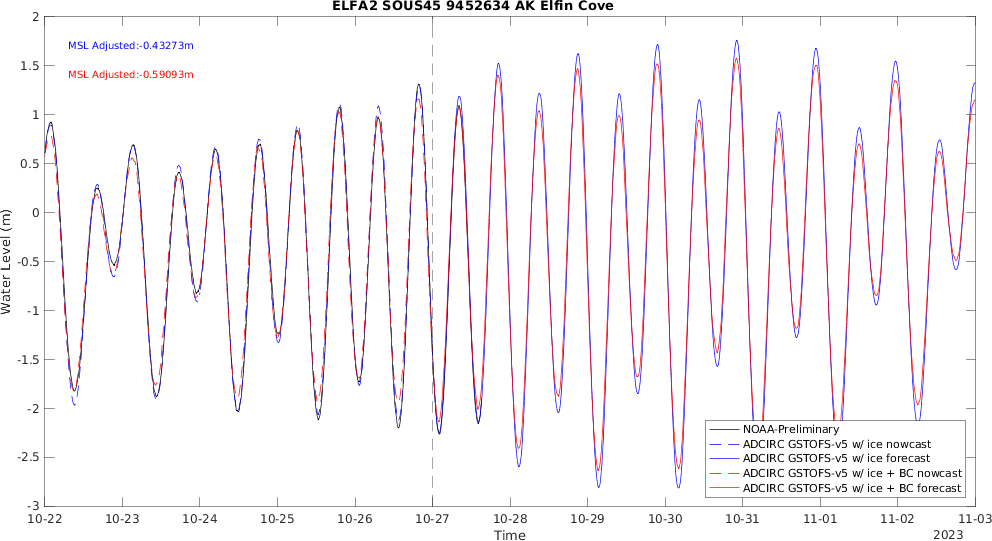 ELFA2 SOUS45 9452634 AK Elfin Cove
MSL Adjusted:-0.43273m
MSL Adjusted:-0.59093m
2
1.5
1
0.5
0
-0.5
-1
-1.5
-2
-2.5
-3
Water Level (m)
NOAA-Preliminary
ADCIRC GSTOFS-v5 w/ ice nowcast
ADCIRC GSTOFS-v5 w/ ice forecast
ADCIRC GSTOFS-v5 w/ ice + BC nowcast
ADCIRC GSTOFS-v5 w/ ice + BC forecast
10-22 10-23 10-24 10-25 10-26 10-27 10-28 10-29 10-30 10-31 11-01 11-02 11-03
Time
2023